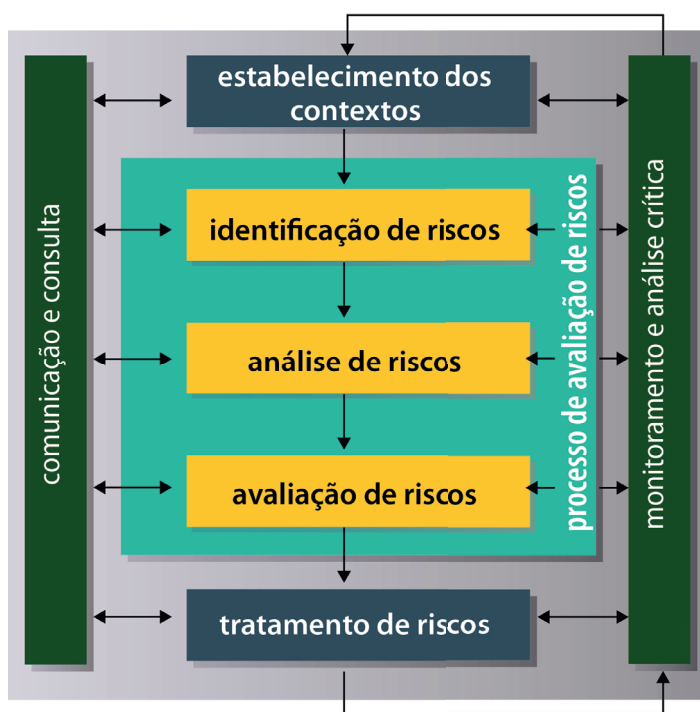 estabelecimento dos
contextos
identificação de riscos
análise de riscos
avaliação de riscos
tratamento de riscos
comunicação e consulta
processo de avaliação de riscos
monitoramento e análise crítica